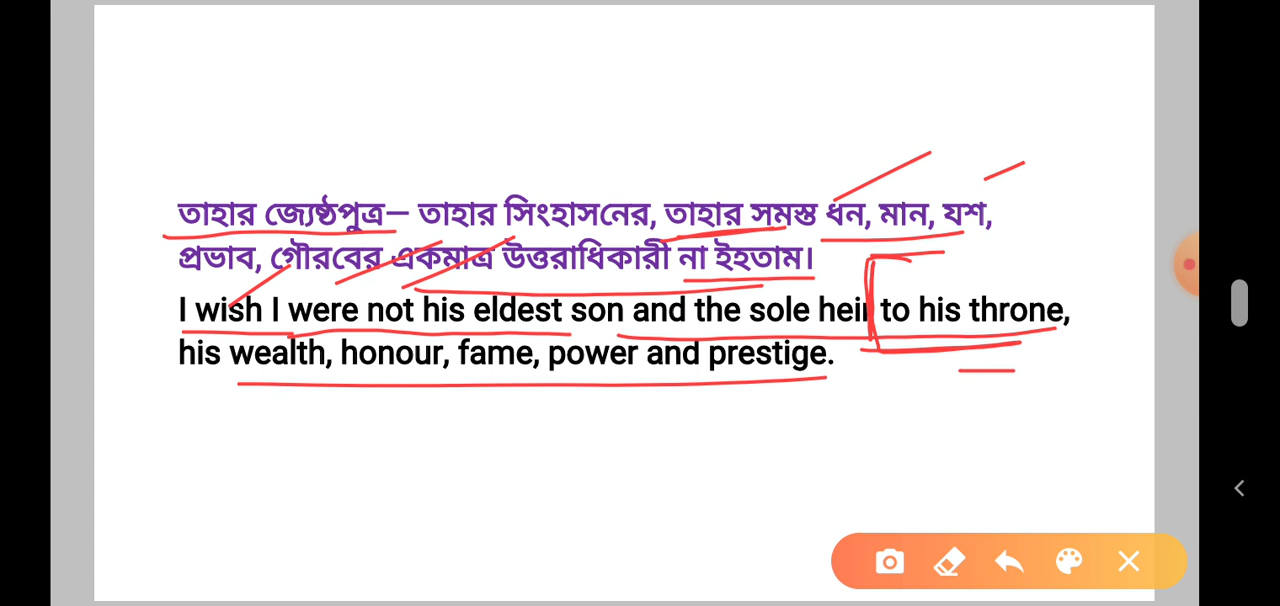 তাহার জ্যেষ্ঠপুত্র– তাহার সিংহাসনের, তাহার সমস্ত ধন, মান, যশ,
প্রভাব, গৌরবের একমাত্র উত্তরাধিকারী না ইহতাম।
I wish I were not his eldest son and the sole heir to his throne,
his wealth, honour, fame, power and prestige.